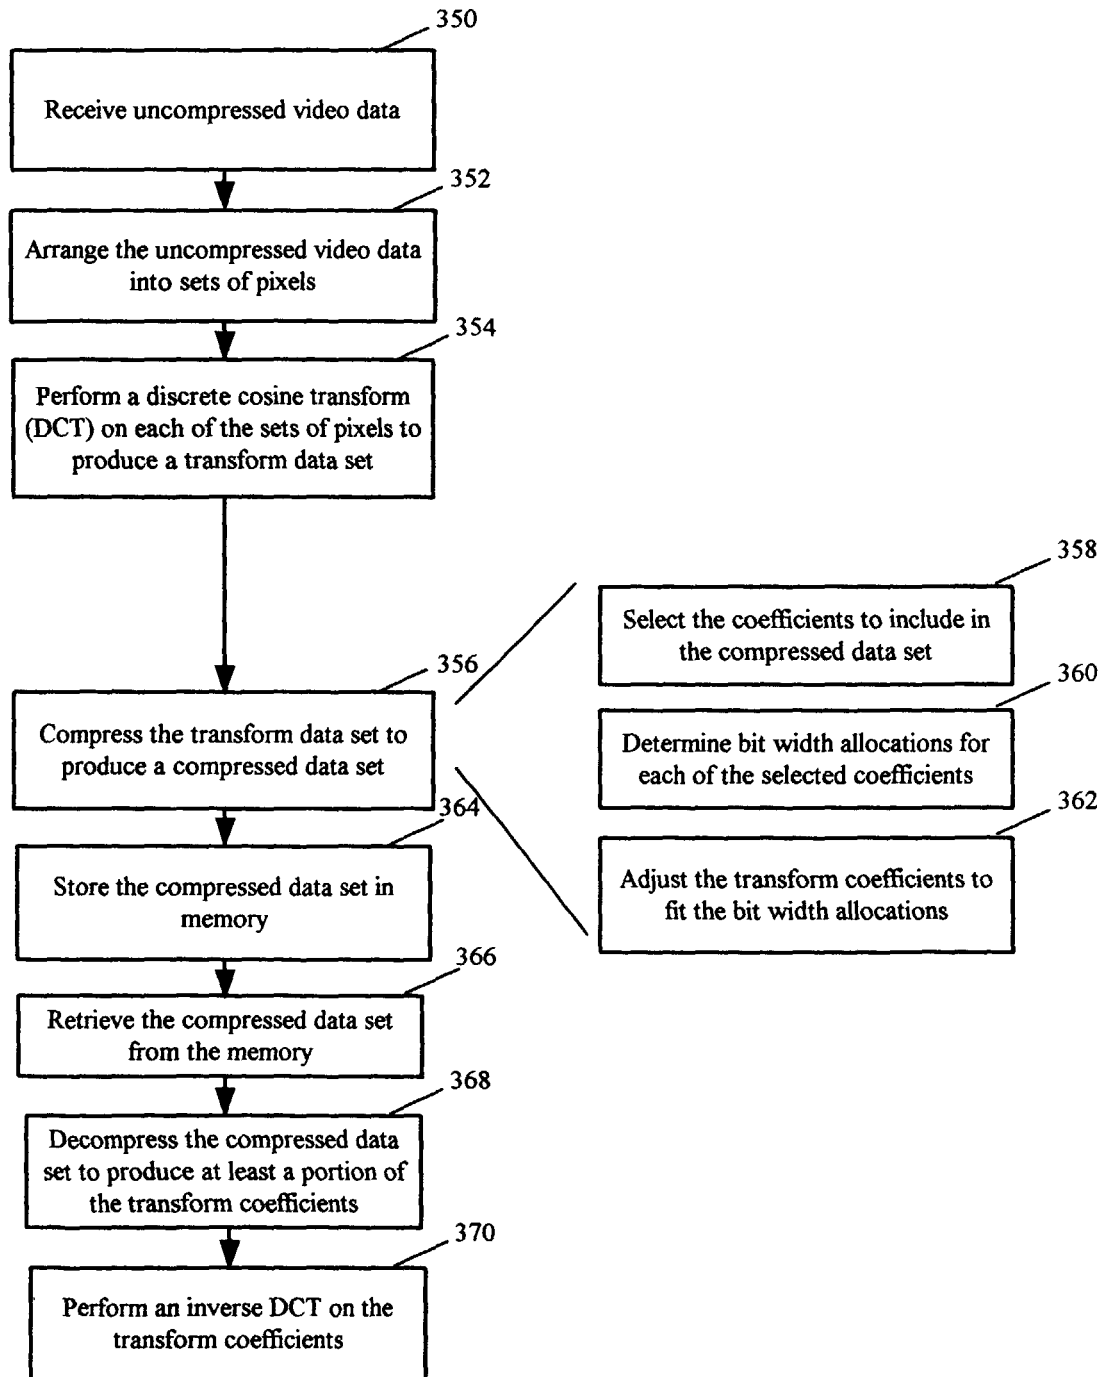 350
Receive uncompressed video data
352
Arrange the uncompressed video data
into sets of pixels
354
Perform a discrete cosine transform
(DCT) on each of the sets of pixels to
produce a transform data set
356
Compress the transform data set to
produce a compressed data set
358
Select the coefficients to include in
the compressed data set
360
Determine bit width allocations for
each of the selected coefficients
362
Adjust the transform coefficients to
fit the bit width allocations
364
Store the compressed data set in
memory
366
Retrieve the compressed data set
from the memory
368
Decompress the compressed data
set to produce at least a portion of
the transform coefficients
370
Perform an inverse DCT on the
transform coefficients